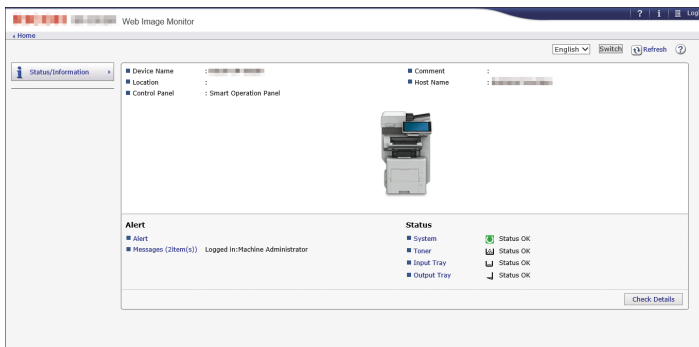 Web Image Monitor
? i Log
Home
English Switch Refresh ?
Status/Information
Device Name :
Comment :
Location :
Host Name :
Control Panel : Smart Operation Panel
Alert
Status
Alert
System Status OK
Messages (2item(s)) Logged in:Machine Administrator
Toner Status OK
Input Tray Status OK
Output Tray Status OK
Check Details